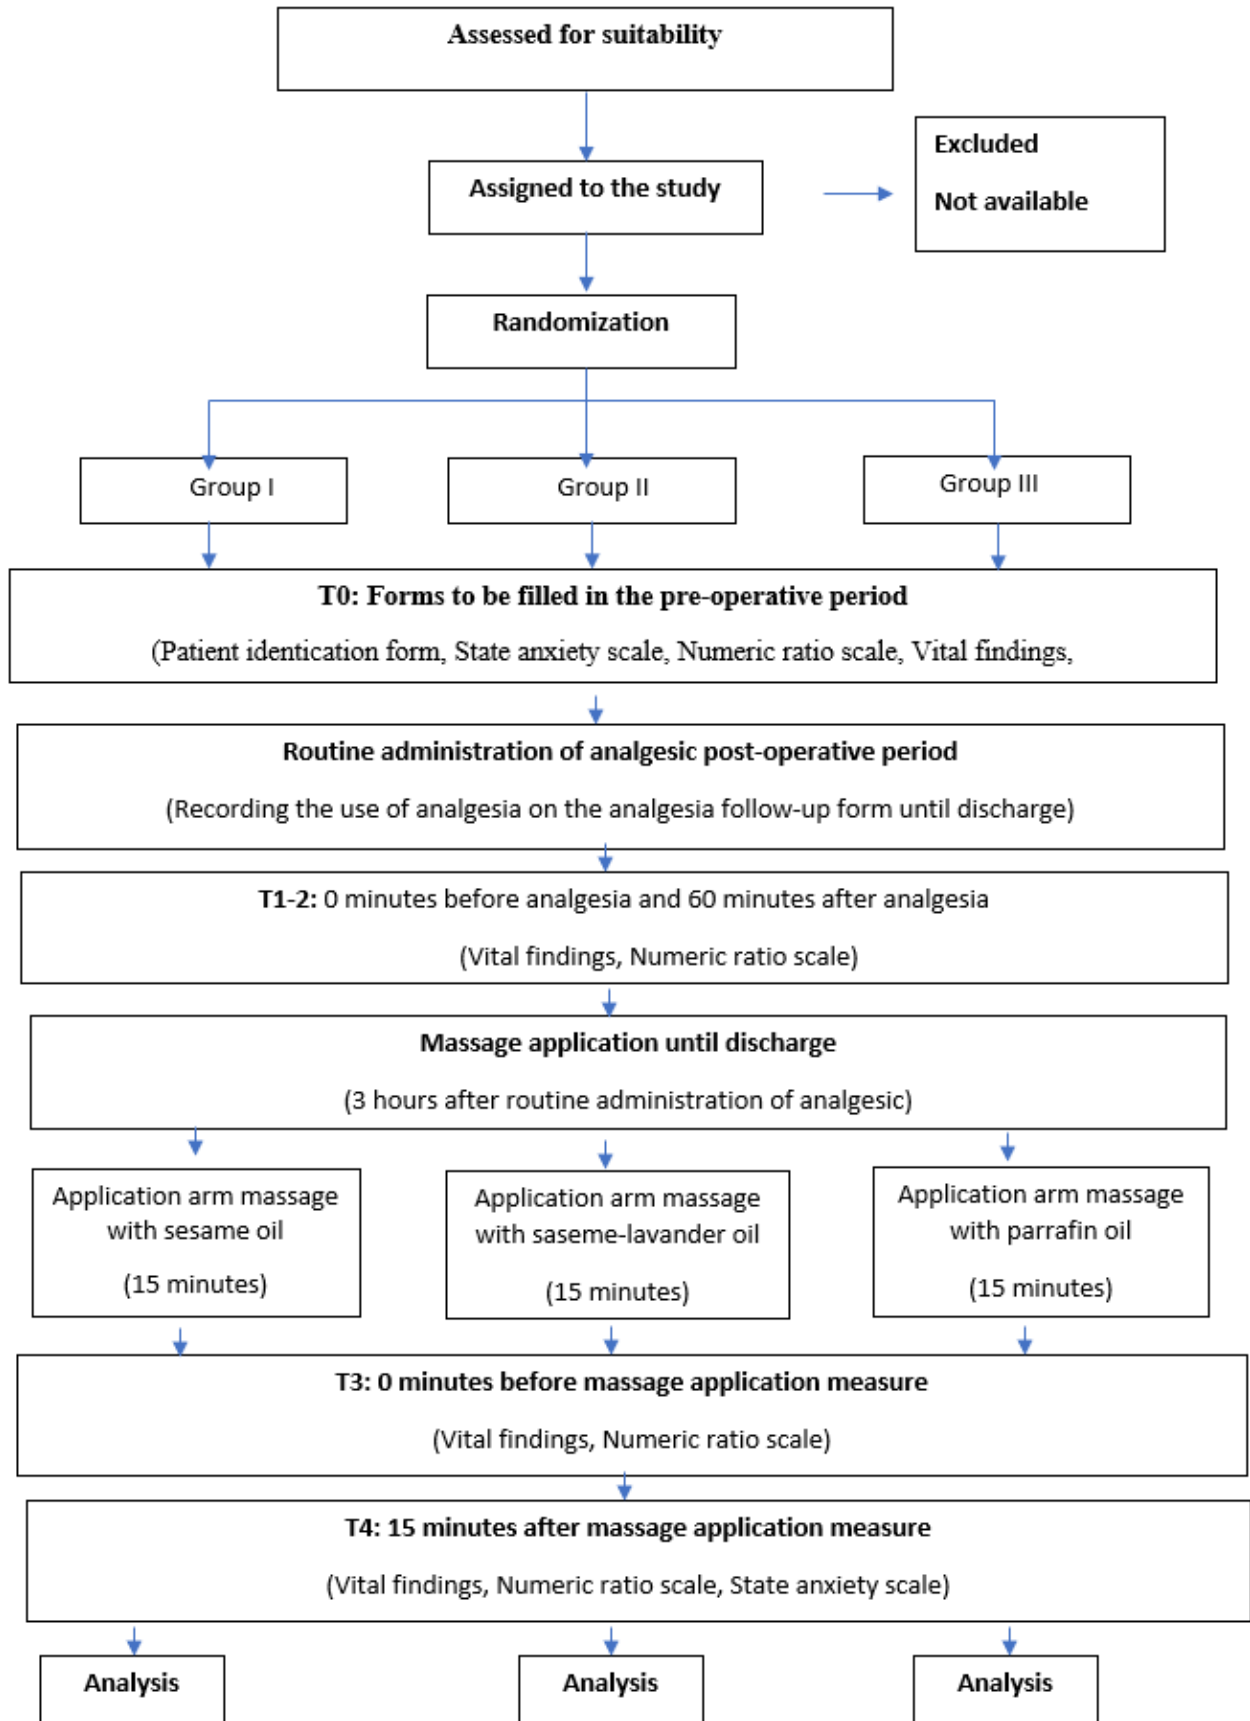 Assessed for suitability
Excluded
Not available
Assigned to the study
Randomization
Group I
Group II
Group III
T0: Forms to be filled in the pre-operative period
(Patient identication form, State anxiety scale, Numeric ratio scale, Vital findings,
Routine administration of analgesic post-operative period
(Recording the use of analgesia on the analgesia follow-up form until discharge)
T1-2: 0 minutes before analgesia and 60 minutes after analgesia
(Vital findings, Numeric ratio scale)
Massage application until discharge
(3 hours after routine administration of analgesic)
Application arm massage
with sesame oil
(15 minutes)
Application arm massage
with saseme-lavander oil
(15 minutes)
Application arm massage
with parrafin oil
(15 minutes)
T3: 0 minutes before massage application measure
(Vital findings, Numeric ratio scale)
T4: 15 minutes after massage application measure
(Vital findings, Numeric ratio scale, State anxiety scale)
Analysis
Analysis
Analysis